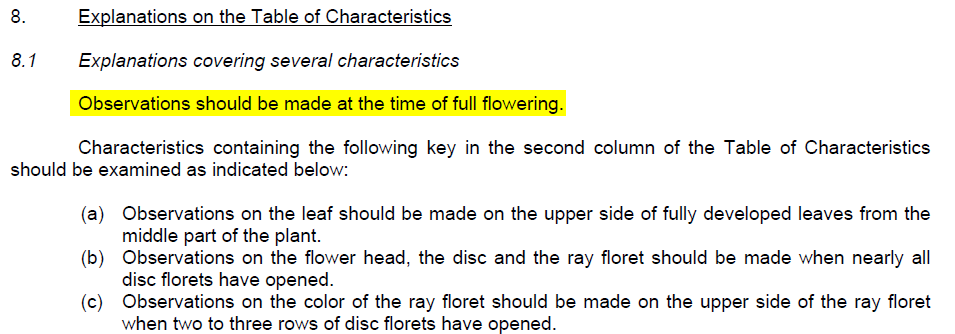 8. Explanations on the Table of Characteristics
8.1 Explanations covering several characteristics
Observations should be made at the time of full flowering.
Characteristics containing the following key in the second column of the Table of Characteristics
should be examined as indicated below:
(a) Observations on the leaf should be made on the upper side of fully developed leaves from the
middle part of the plant.
(b) Observations on the flower head, the disc and the ray floret should be made when nearly all
disc florets have opened.
(c) Observations on the color of the ray floret should be made on the upper side of the ray floret
when two to three rows of disc florets have opened.